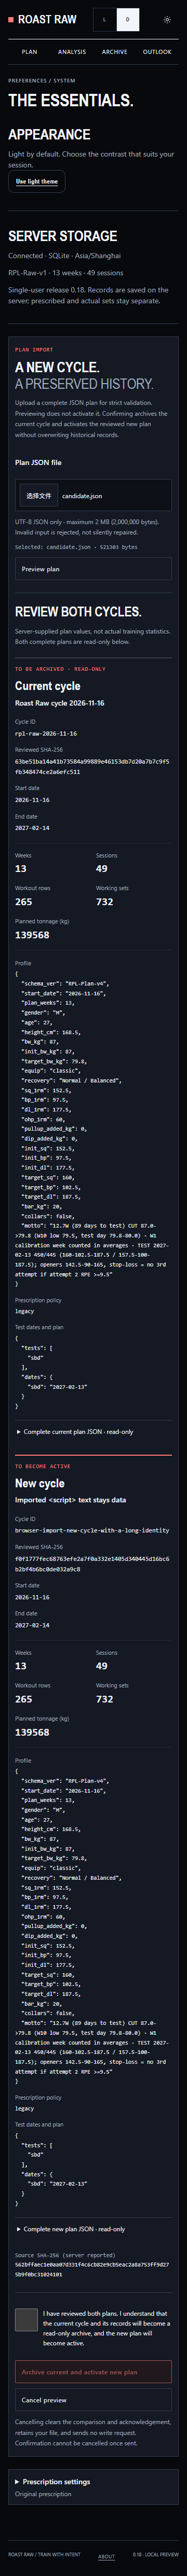 ROAST RAW
L
D
PLAN
ANALYSIS
ARCHIVE
OUTLOOK
PREFERENCES / SYSTEM
THE ESSENTIALS.
APPEARANCE
Light by default. Choose the contrast that suits your
session.
Use light theme
SERVER STORAGE
Connected · SQLite · Asia/Shanghai
RPL-Raw-v1 · 13 weeks · 49 sessions
Single-user release 0.18. Records are saved on the
server: prescribed and actual sets stay separate.
PLAN IMPORT
A NEW CYCLE.
A PRESERVED HISTORY.
Upload a complete JSON plan for strict validation.
Previewing does not activate it. Confirming archives the
current cycle and activates the reviewed new plan
without overwriting historical records.
Plan JSON file
选择文件 candidate.json
UTF-8 JSON only · maximum 2 MB (2,000,000 bytes).
Invalid input is rejected, not silently repaired.
Selected: candidate.json · 521303 bytes
Preview plan
REVIEW BOTH CYCLES.
Server-supplied plan values, not actual training statistics.
Both complete plans are read-only below.
TO BE ARCHIVED · READ-ONLY
Current cycle
Roast Raw cycle 2026-11-16
Cycle ID
rpl-raw-2026-11-16
Reviewed SHA-256
Start date
2026-11-16
End date
2027-02-14
Weeks
Sessions
13
49
Workout rows
Working sets
265
732
Planned tonnage (kg)
139568
Profile
{
"schema_ver": "RPL-Plan-v4",
"start_date": "2026-11-16",
"plan_weeks": 13,
"gender": "M",
"age": 27,
"height_cm": 168.5,
"bw_kg": 87,
"init_bw_kg": 87,
"target_bw_kg": 79.8,
"equip": "classic",
"recovery": "Normal / Balanced",
"sq_1rm": 152.5,
"bp_1rm": 97.5,
"dl_1rm": 177.5,
"ohp_1rm": 60,
"pullup_added_kg": 0,
"dip_added_kg": 0,
"init_sq": 152.5,
"init_bp": 97.5,
"init_dl": 177.5,
"target_sq": 160,
"target_bp": 102.5,
"target_dl": 187.5,
"bar_kg": 20,
"collars": false,
"motto": "12.7W (89 days to test) CUT 87.0-
>79.8 (W10 low 79.5, test day 79.8-80.0) · W1
calibration week counted in averages · TEST 2027-
02-13 450/445 (160-102.5-187.5 / 157.5-100-
187.5); openers 142.5-90-165, stop-loss = no 3rd
attempt if attempt 2 RPE >=9.5"
}
Prescription policy
legacy
Test dates and plan
{
"tests": [
"sbd"
],
"dates": {
"sbd": "2027-02-13"
}
}
▶ Complete current plan JSON · read-only
TO BECOME ACTIVE
New cycle
Imported <script> text stays data
Cycle ID
browser-import-new-cycle-with-a-long-identity
Reviewed SHA-256
Start date
2026-11-16
End date
2027-02-14
Weeks
Sessions
13
49
Workout rows
Working sets
265
732
Planned tonnage (kg)
139568
Profile
{
"schema_ver": "RPL-Plan-v4",
"start_date": "2026-11-16",
"plan_weeks": 13,
"gender": "M",
"age": 27,
"height_cm": 168.5,
"bw_kg": 87,
"init_bw_kg": 87,
"target_bw_kg": 79.8,
"equip": "classic",
"recovery": "Normal / Balanced",
"sq_1rm": 152.5,
"bp_1rm": 97.5,
"dl_1rm": 177.5,
"ohp_1rm": 60,
"pullup_added_kg": 0,
"dip_added_kg": 0,
"init_sq": 152.5,
"init_bp": 97.5,
"init_dl": 177.5,
"target_sq": 160,
"target_bp": 102.5,
"target_dl": 187.5,
"bar_kg": 20,
"collars": false,
"motto": "12.7W (89 days to test) CUT 87.0-
>79.8 (W10 low 79.5, test day 79.8-80.0) · W1
calibration week counted in averages · TEST 2027-
02-13 450/445 (160-102.5-187.5 / 157.5-100-
187.5); openers 142.5-90-165, stop-loss = no 3rd
attempt if attempt 2 RPE >=9.5"
}
Prescription policy
legacy
Test dates and plan
{
"tests": [
"sbd"
],
"dates": {
"sbd": "2027-02-13"
}
}
▶ Complete new plan JSON · read-only
Source SHA-256 (server reported)
I have reviewed both plans. I understand that
the current cycle and its records will become a
read-only archive, and the new plan will
become active.
Archive current and activate new plan
Cancel preview
Cancelling clears the comparison and acknowledgement,
retains your file, and sends no write request.
Confirmation cannot be cancelled once sent.
▶ Prescription settings
Original prescription
ROAST RAW / TRAIN WITH INTENT
ABOUT
0.18 · LOCAL PREVIEW